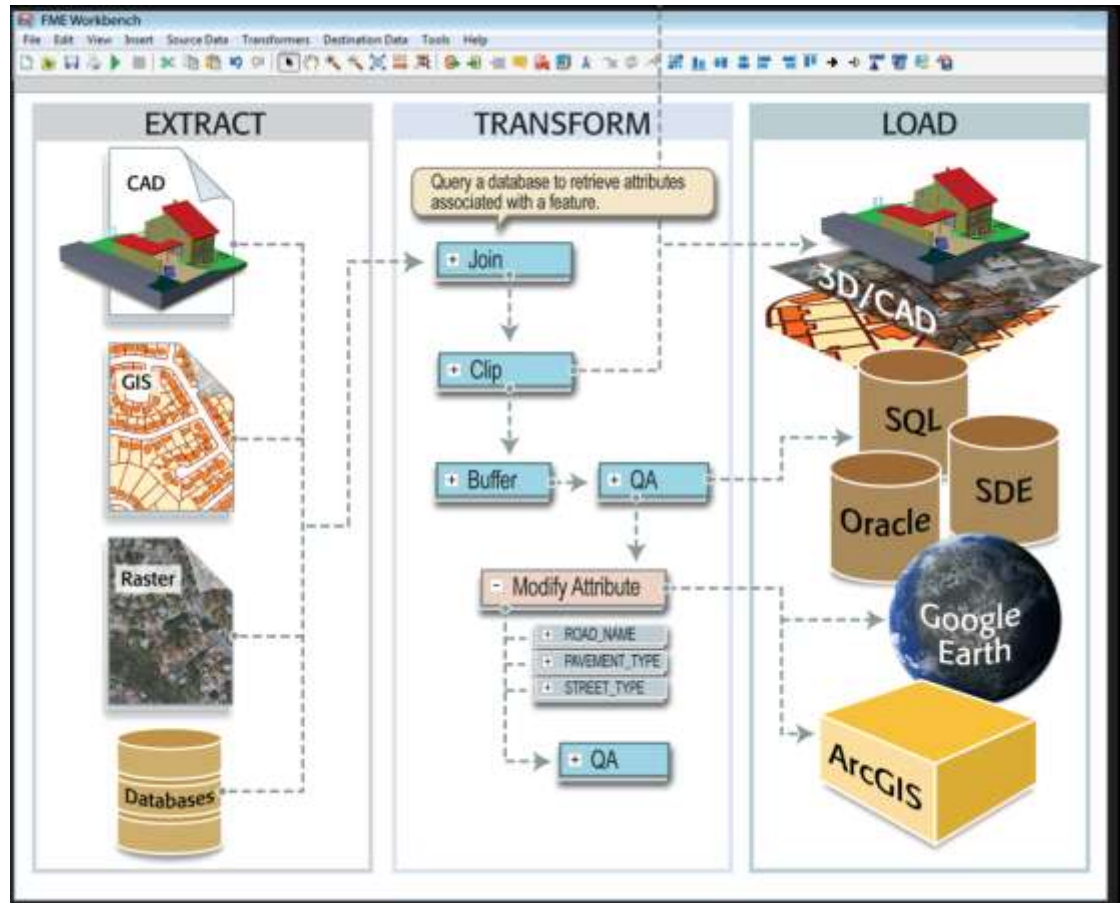 FME Workbench
File Edit View Insert Source Data Transformers Destination Data Tools Help
EXTRACT
CAD
GIS
Raster
Databases
TRANSFORM
Query a database to retrieve attributes
associated with a feature.
Join
Clip
Buffer
QA
Modify Attribute
ROAD_NAME
PAVEMENT_TYPE
STREET_TYPE
QA
LOAD
3D/CAD
SQL
SDE
Oracle
Google
Earth
ArcGIS